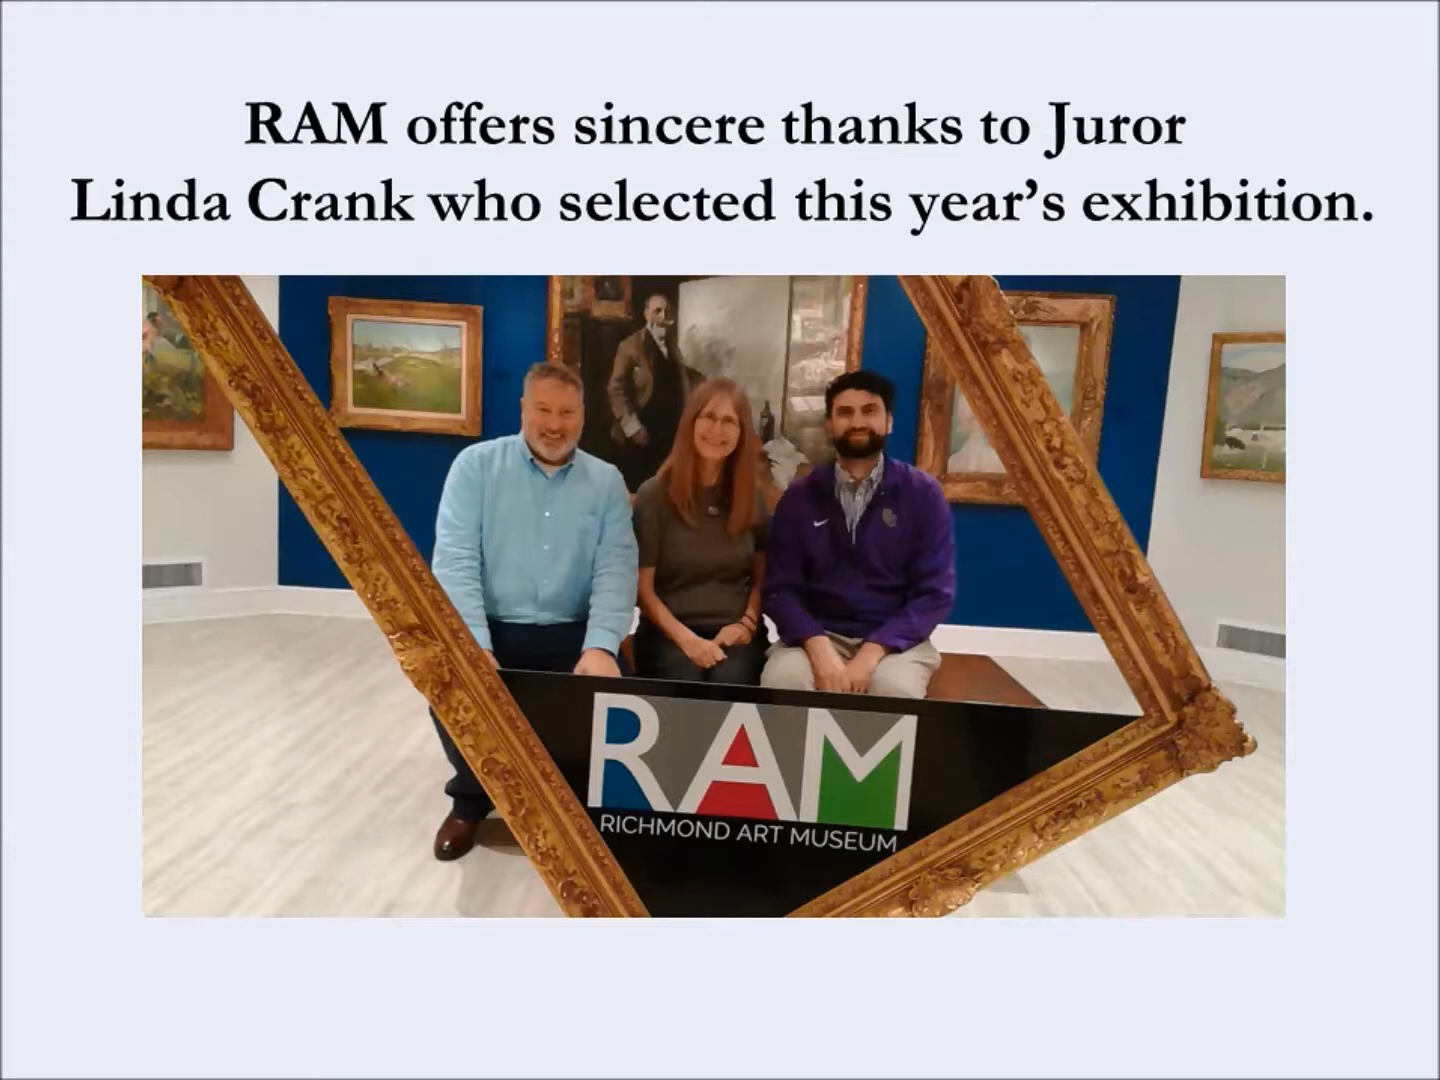 RAM offers sincere thanks to Juror
Linda Crank who selected this year's exhibition.
RAM
RICHMOND ART MUSEUM